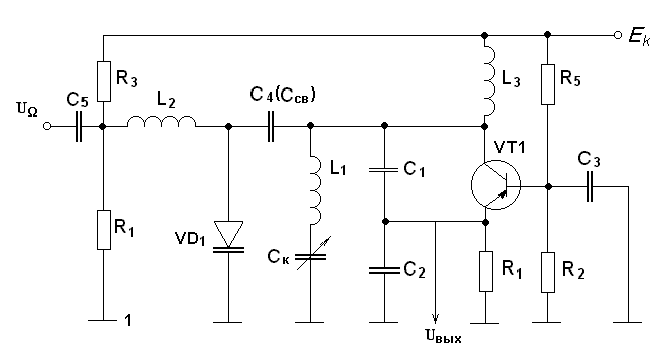 Eк
R₃
L₃
R₅
C₅
UΩ
L₂
C₄(Cсв)
VT1
L₁
C₁
C₃
R₁
VD₁
Cк
C₂
R₁
R₂
1
Uвых